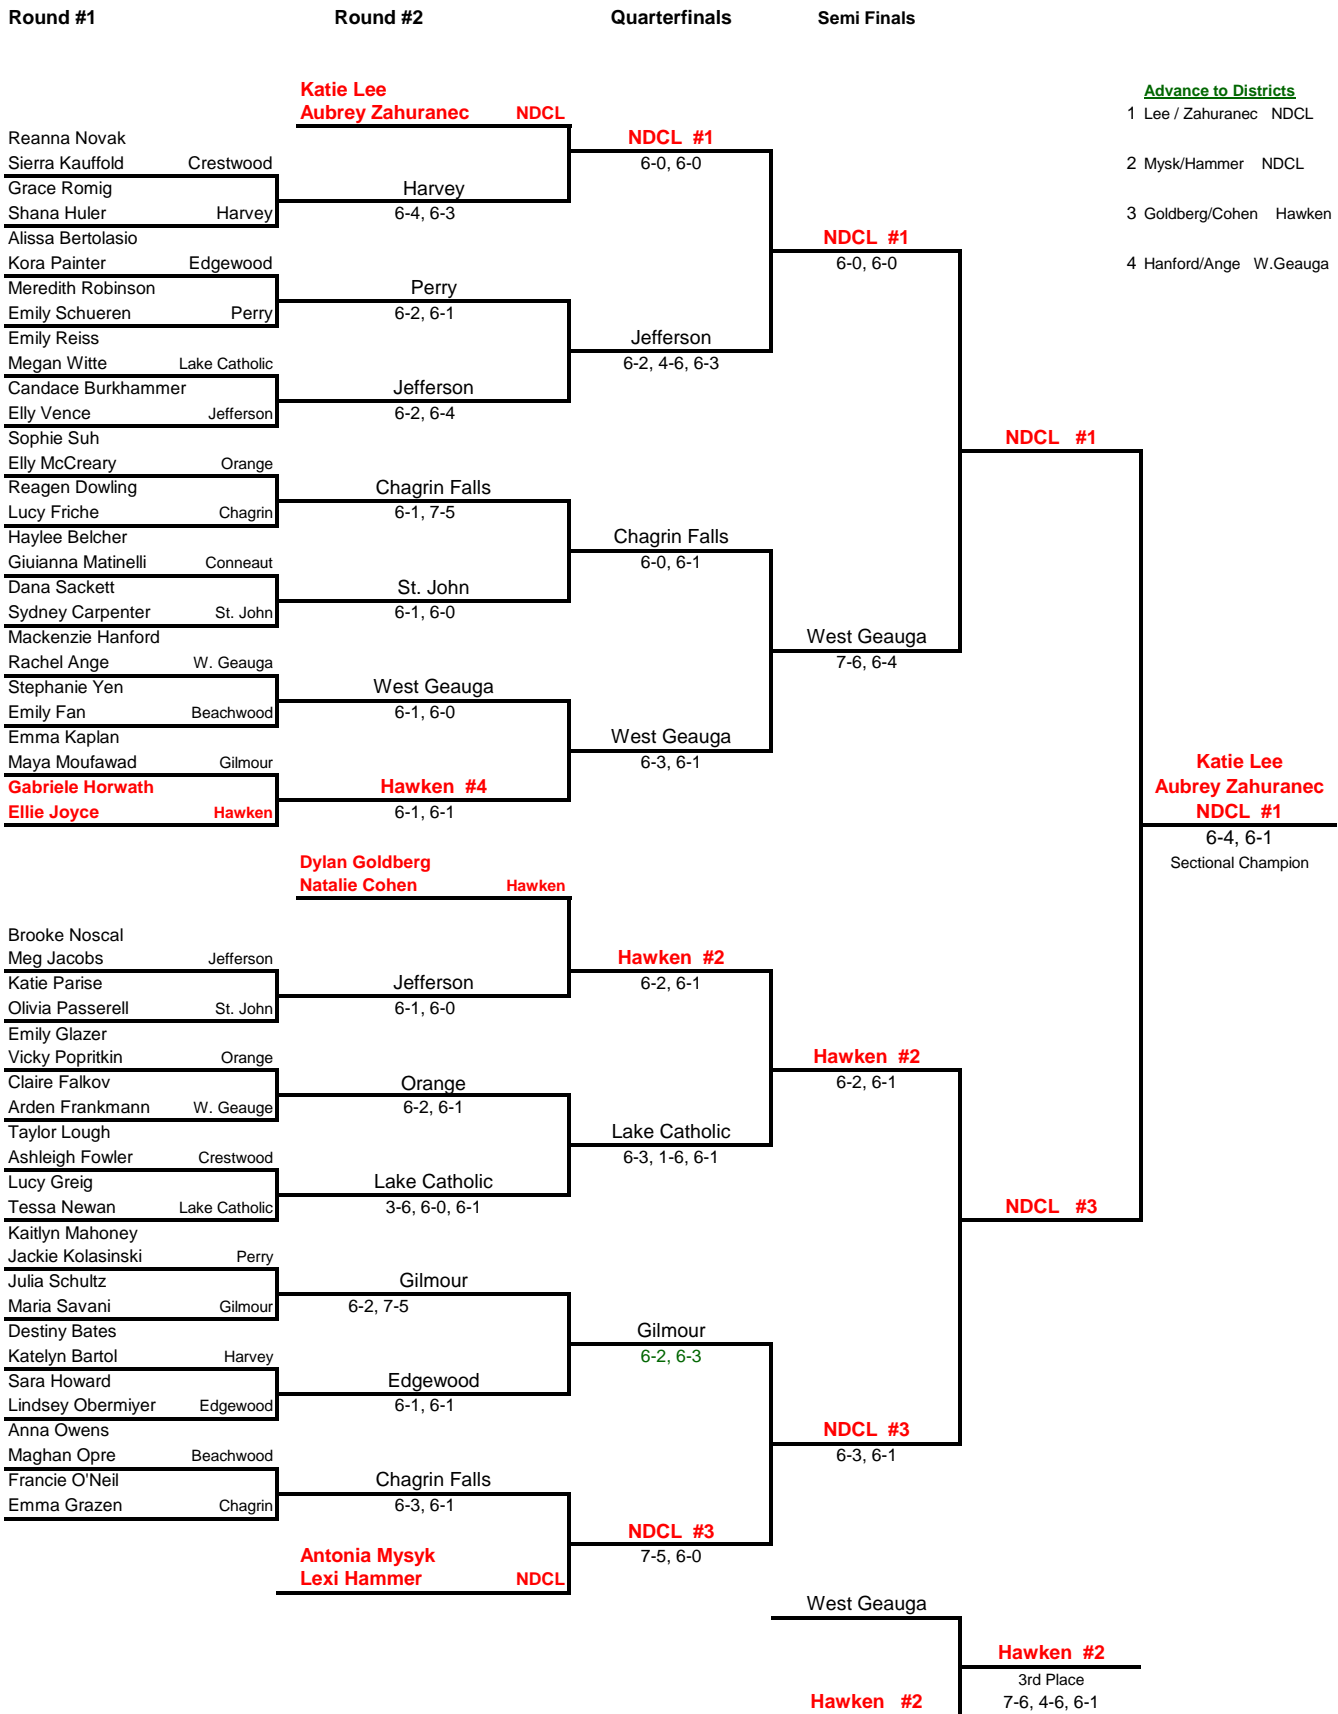 Round #1 Round #2 Quarterfinals Semi Finals
Katie Lee
Advance to Districts
Aubrey Zahuranec NDCL
1 Lee / Zahuranec NDCL
Reanna Novak NDCL #1
Sierra Kauffold Crestwood 6-0, 6-0 2 Mysk/Hammer NDCL
Grace Romig Harvey
Shana Huler Harvey 6-4, 6-3 3 Goldberg/Cohen Hawken
Alissa Bertolasio NDCL #1
Kora Painter Edgewood 6-0, 6-0 4 Hanford/Ange W.Geauga
Meredith Robinson Perry
Emily Schueren Perry 6-2, 6-1
Emily Reiss Jefferson
Megan Witte Lake Catholic 6-2, 4-6, 6-3
Candace Burkhammer Jefferson
Elly Vence Jefferson 6-2, 6-4
Sophie Suh NDCL #1
Elly McCreary Orange
Reagen Dowling Chagrin Falls
Lucy Friche Chagrin 6-1, 7-5
Haylee Belcher Chagrin Falls
Giuianna Matinelli Conneaut 6-0, 6-1
Dana Sackett St. John
Sydney Carpenter St. John 6-1, 6-0
Mackenzie Hanford West Geauga
Rachel Ange W. Geauga 7-6, 6-4
Stephanie Yen West Geauga
Emily Fan Beachwood 6-1, 6-0
Emma Kaplan West Geauga
Maya Moufawad Gilmour 6-3, 6-1 Katie Lee
Gabriele Horwath Hawken #4 Aubrey Zahuranec
Ellie Joyce Hawken 6-1, 6-1 NDCL #1
6-4, 6-1
Dylan Goldberg Sectional Champion
Natalie Cohen Hawken
Brooke Noscal
Meg Jacobs Jefferson Hawken #2
Katie Parise Jefferson 6-2, 6-1
Olivia Passerell St. John 6-1, 6-0
Emily Glazer
Vicky Popritkin Orange Hawken #2
Claire Falkov Orange 6-2, 6-1
Arden Frankmann W. Geauge 6-2, 6-1
Taylor Lough Lake Catholic
Ashleigh Fowler Crestwood 6-3, 1-6, 6-1
Lucy Greig Lake Catholic
Tessa Newan Lake Catholic 3-6, 6-0, 6-1 NDCL #3
Kaitlyn Mahoney
Jackie Kolasinski Perry
Julia Schultz Gilmour
Maria Savani Gilmour 6-2, 7-5
Destiny Bates Gilmour
Katelyn Bartol Harvey 6-2, 6-3
Sara Howard Edgewood
Lindsey Obermiyer Edgewood 6-1, 6-1
Anna Owens NDCL #3
Maghan Opre Beachwood 6-3, 6-1
Francie O'Neil Chagrin Falls
Emma Grazen Chagrin 6-3, 6-1
NDCL #3
Antonia Mysyk 7-5, 6-0
Lexi Hammer NDCL
West Geauga
Hawken #2
3rd Place
Hawken #2 7-6, 4-6, 6-1